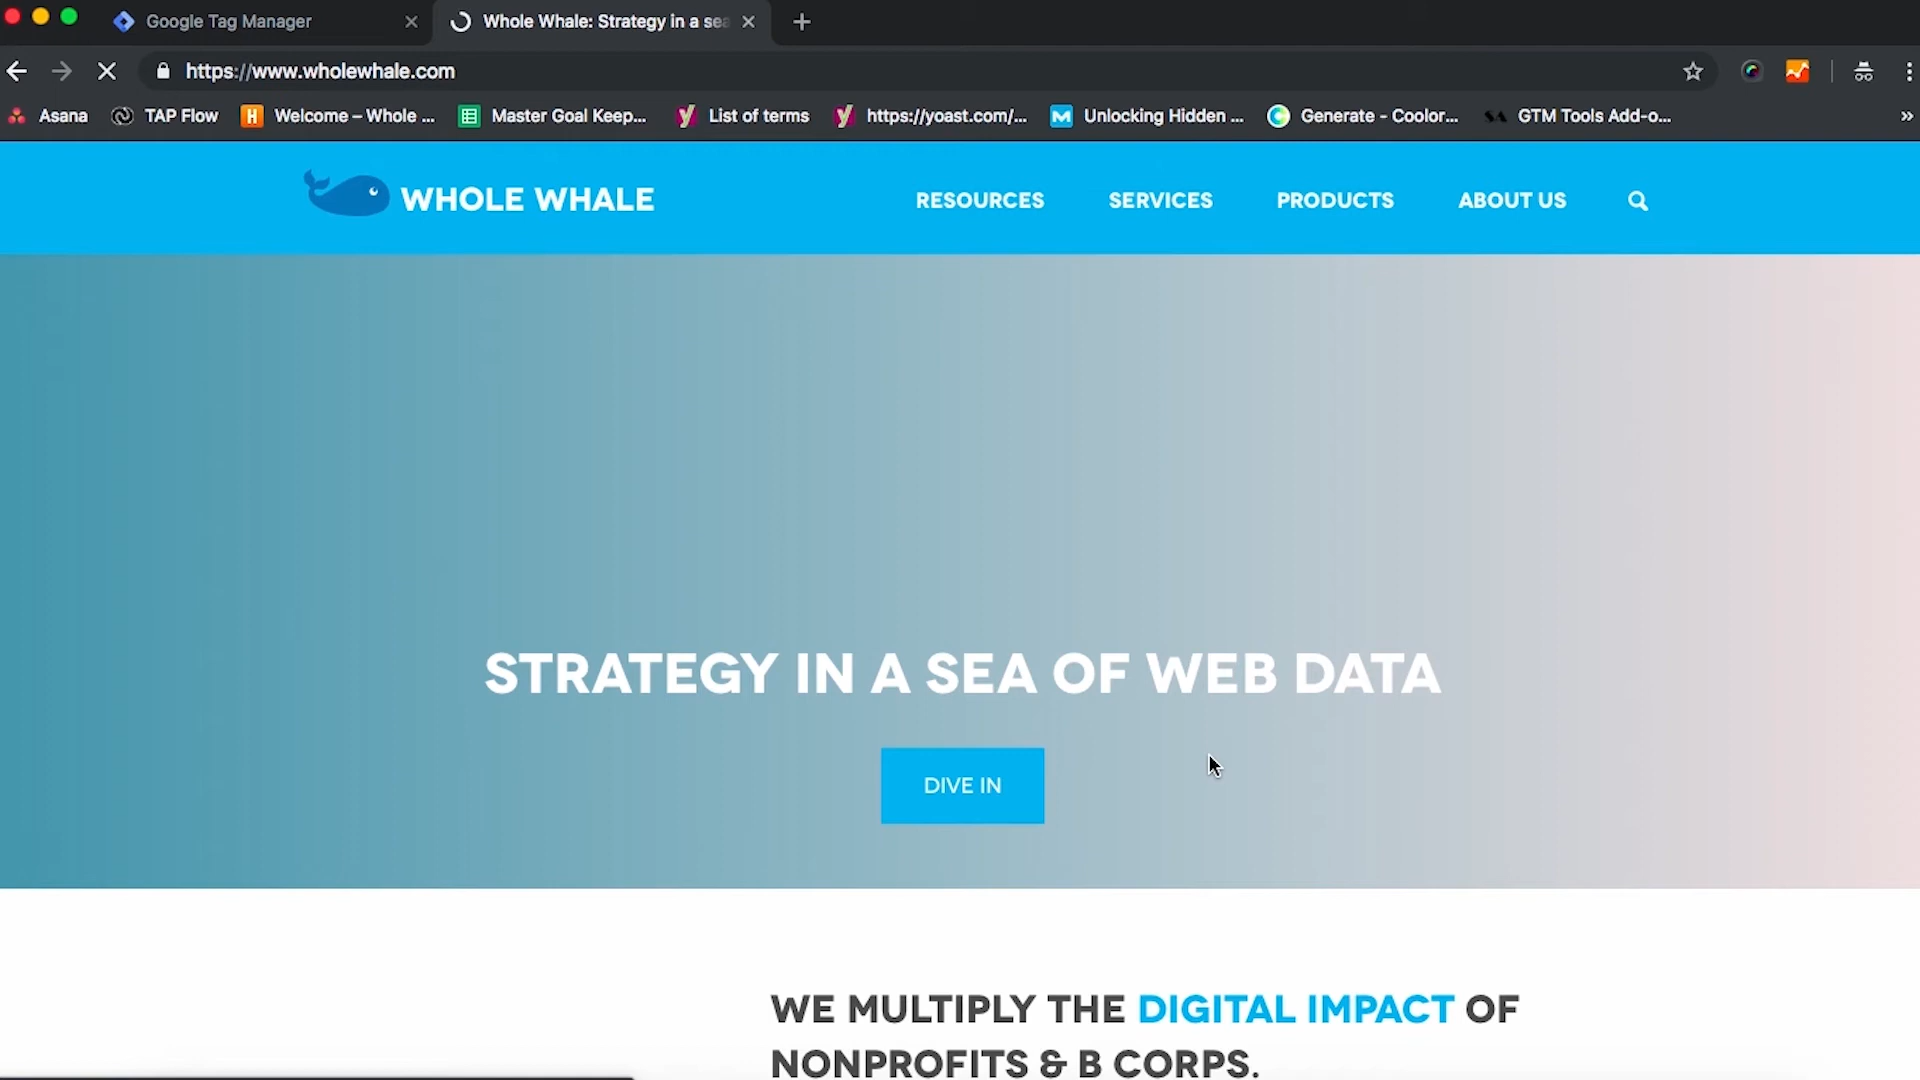 Google Tag Manager
Whole Whale: Strategy in a sea
https://www.wholewhale.com
Asana
TAP Flow
Welcome – Whole ...
Master Goal Keep...
List of terms
https://yoast.com/...
Unlocking Hidden ...
Generate - Coolor...
GTM Tools Add-o...
WHOLE WHALE
RESOURCES
SERVICES
PRODUCTS
ABOUT US
STRATEGY IN A SEA OF WEB DATA
DIVE IN
WE MULTIPLY THE DIGITAL IMPACT OF
NONPROFITS & B CORPS.